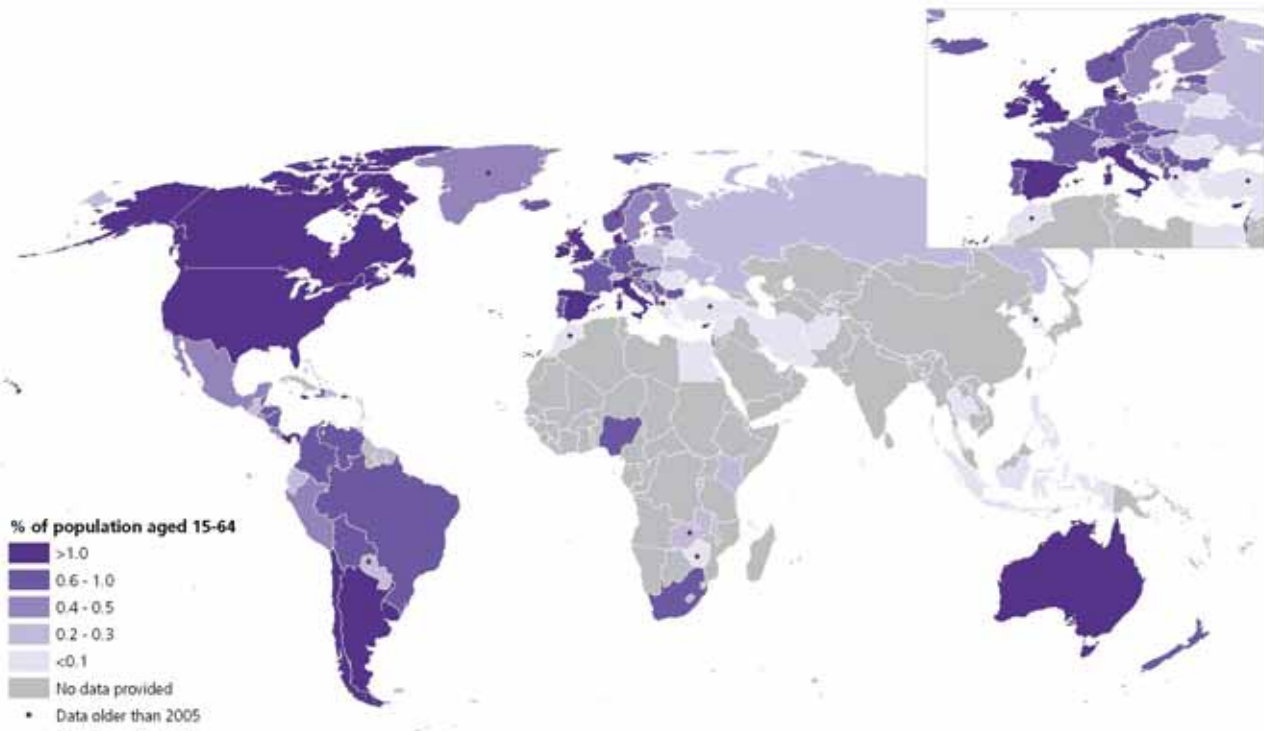 % of population aged 15-64
>1.0
0.6 - 1.0
0.4 - 0.5
0.2 - 0.3
<0.1
No data provided
Data older than 2005